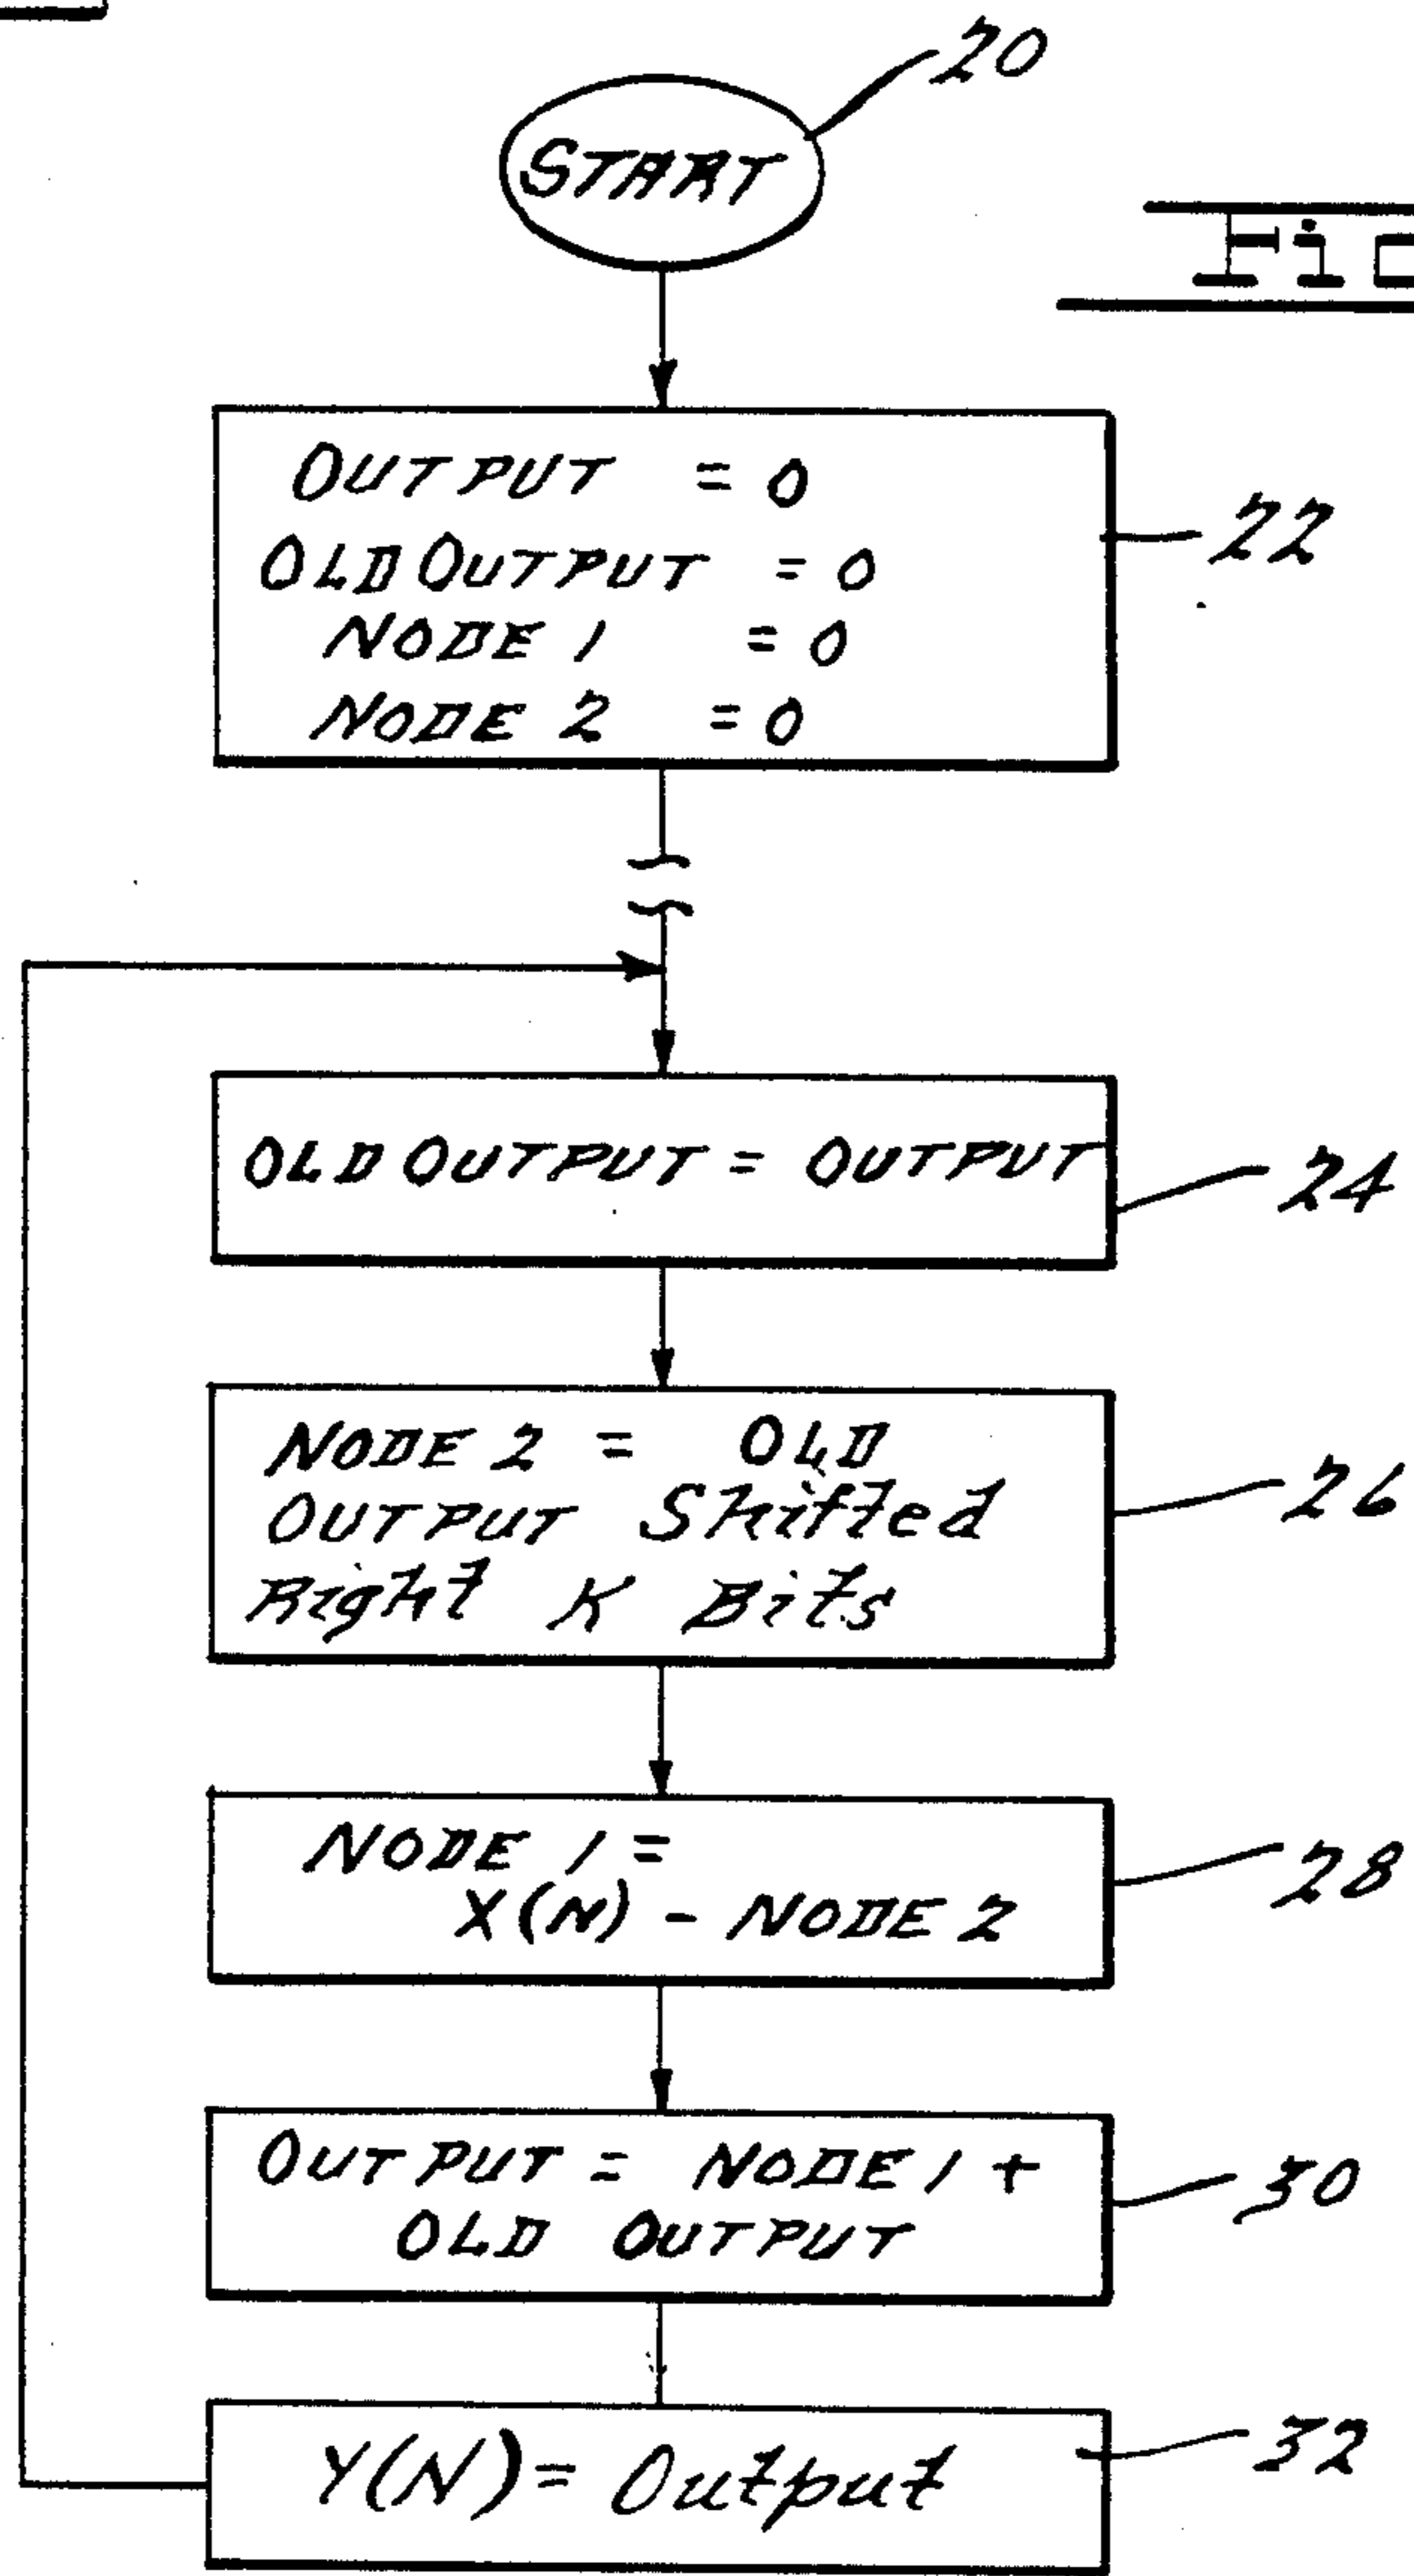 20
START
OUTPUT = 0
OLD OUTPUT = 0
NODE 1 = 0
NODE 2 = 0
22
OLD OUTPUT = OUTPUT
24
NODE 2 = OLD
OUTPUT Shifted
Right K Bits
26
NODE 1 =
X(N) - NODE 2
28
OUTPUT = NODE 1 +
OLD OUTPUT
30
Y(N) = Output
32